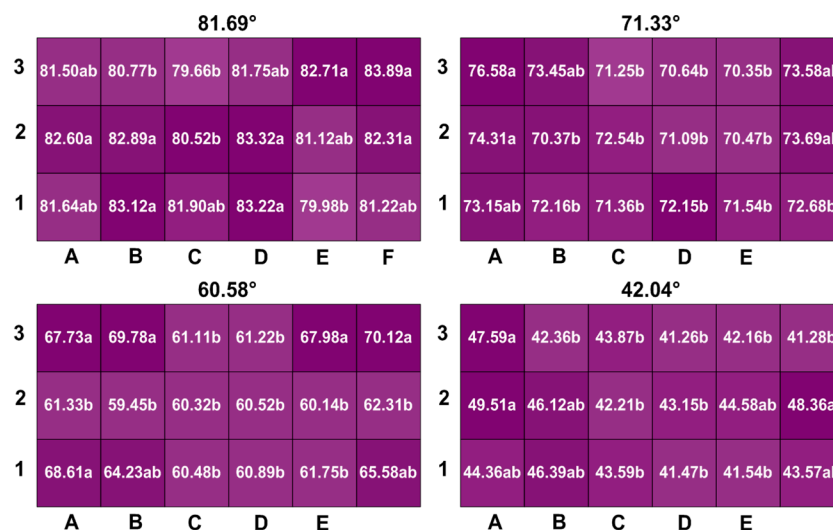 81.69°
3 81.50ab 80.77b 79.66b 81.75ab 82.71a 83.89a
2 82.60a 82.89a 80.52b 83.32a 81.12ab 82.31a
1 81.64ab 83.12a 81.90ab 83.22a 79.98b 81.22ab
A B C D E F
71.33°
3 76.58a 73.45ab 71.25b 70.64b 70.35b 73.58ab
2 74.31a 70.37b 72.54b 71.09b 70.47b 73.69ab
1 73.15ab 72.16b 71.36b 72.15b 71.54b 72.68b
A B C D E
60.58°
3 67.73a 69.78a 61.11b 61.22b 67.98a 70.12a
2 61.33b 59.45b 60.32b 60.52b 60.14b 62.31b
1 68.61a 64.23ab 60.48b 60.89b 61.75b 65.58ab
A B C D E
42.04°
3 47.59a 42.36b 43.87b 41.26b 42.16b 41.28b
2 49.51a 46.12ab 42.21b 43.15b 44.58ab 48.36a
1 44.36ab 46.39ab 43.59b 41.47b 41.54b 43.57ab
A B C D E